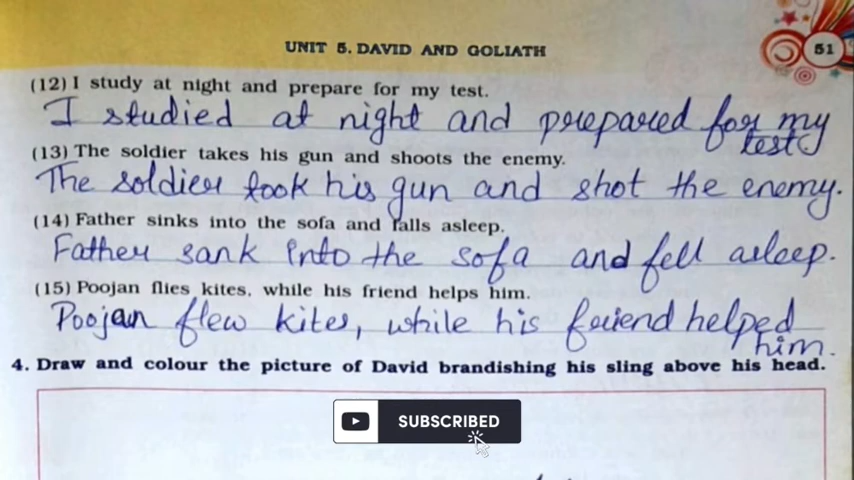 UNIT 5. DAVID AND GOLIATH
51
(12) I study at night and prepare for my test.
I studied at night and prepared for my
test
(13) The soldier takes his gun and shoots the enemy.
The soldier took his gun and shot the enemy.
(14) Father sinks into the sofa and falls asleep.
Father sank into the sofa and fell asleep.
(15) Poojan flies kites, while his friend helps him.
Poojan flew kites, while his friend helped
him.
4. Draw and colour the picture of David brandishing his sling above his head.
SUBSCRIBED